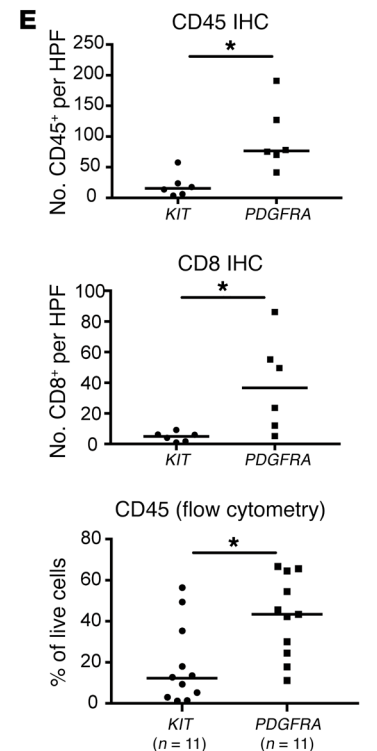 E
CD45 IHC
*
No. CD45⁺ per HPF
250
200
150
100
50
0
KIT
PDGFRA
CD8 IHC
*
No. CD8⁺ per HPF
100
80
60
40
20
0
KIT
PDGFRA
CD45 (flow cytometry)
*
% of live cells
80
60
40
20
0
KIT
(n = 11)
PDGFRA
(n = 11)